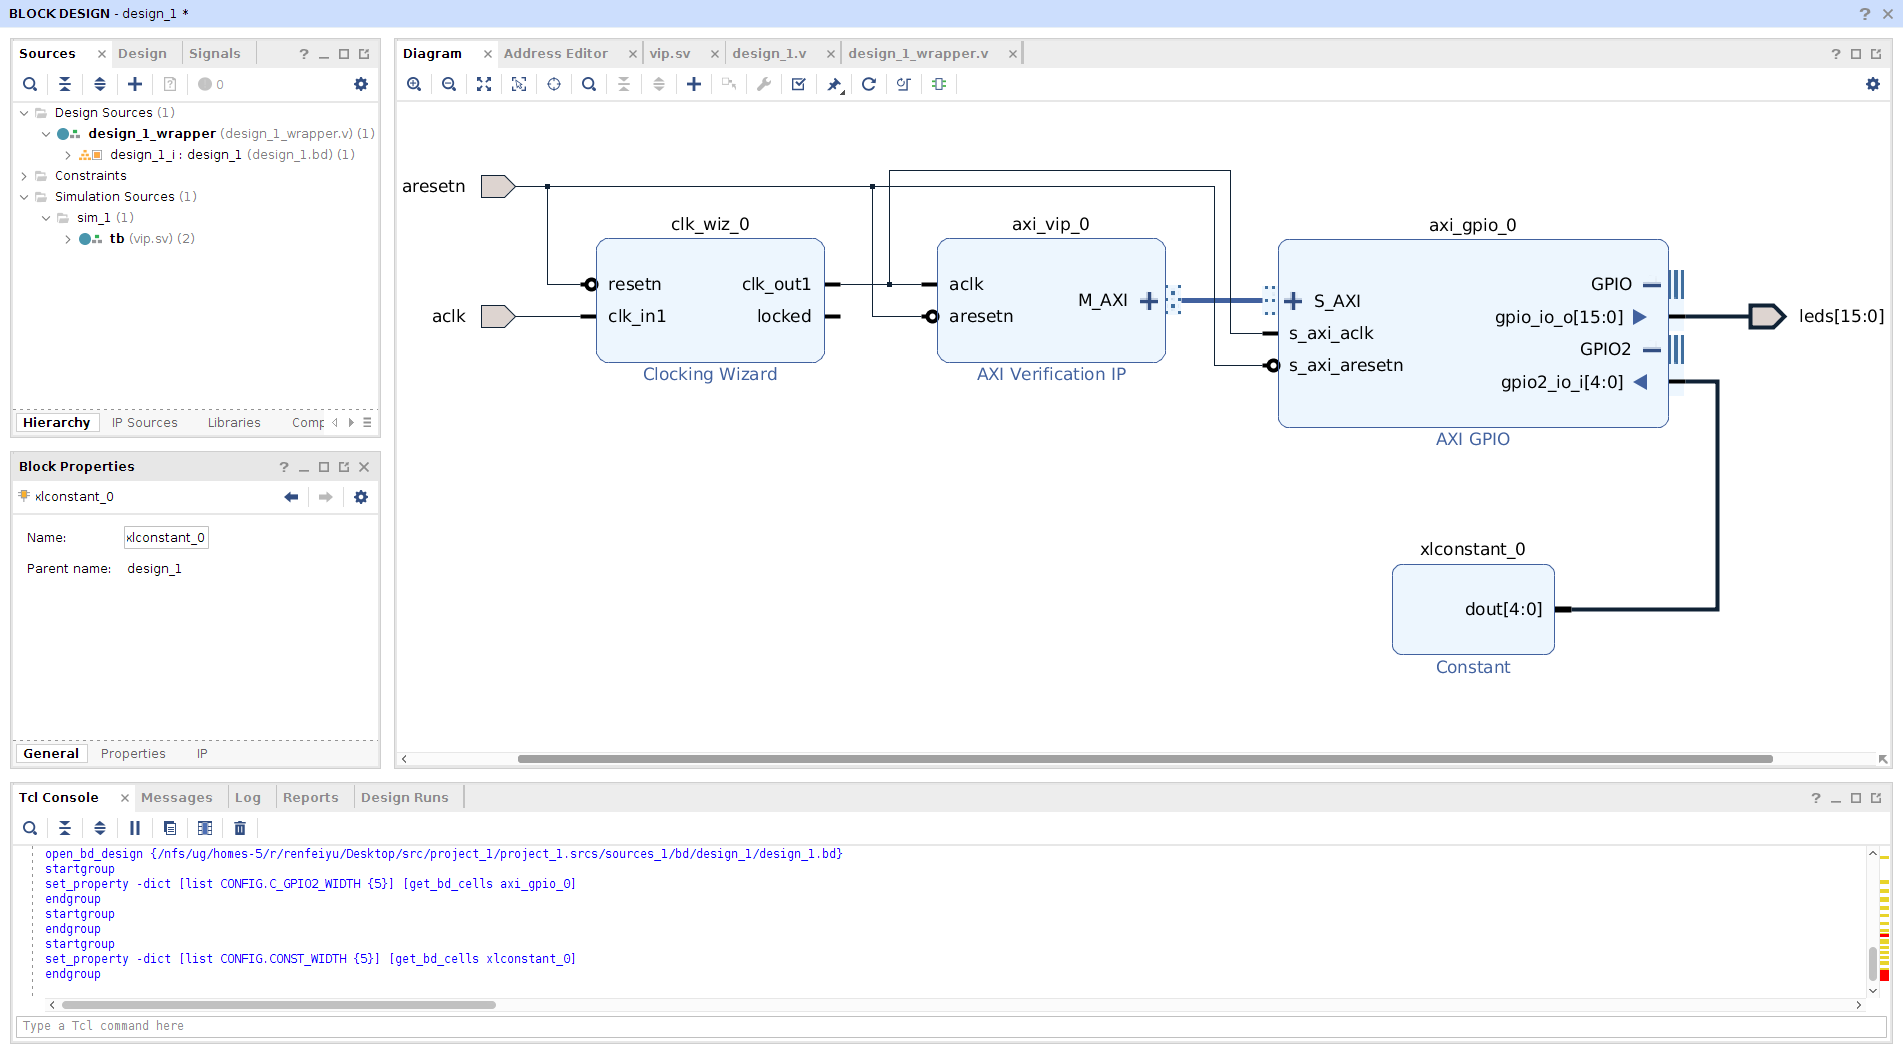 BLOCK DESIGN - design_1 *
Sources
Design
Signals
0
Design Sources (1)
design_1_wrapper (design_1_wrapper.v) (1)
design_1_i : design_1 (design_1.bd) (1)
Constraints
Simulation Sources (1)
sim_1 (1)
tb (vip.sv) (2)
Hierarchy
IP Sources
Libraries
Comp
Block Properties
xlconstant_0
Name: xlconstant_0
Parent name: design_1
General
Properties
IP
Diagram
Address Editor
vip.sv
design_1.v
design_1_wrapper.v
aresetn
aclk
clk_wiz_0
resetn
clk_out1
clk_in1
locked
Clocking Wizard
axi_vip_0
aclk
M_AXI
aresetn
AXI Verification IP
axi_gpio_0
GPIO
S_AXI
gpio_io_o[15:0]
s_axi_aclk
GPIO2
s_axi_aresetn
gpio2_io_i[4:0]
AXI GPIO
leds[15:0]
xlconstant_0
dout[4:0]
Constant
Tcl Console
Messages
Log
Reports
Design Runs
open_bd_design {/nfs/ug/homes-5/r/renfeiyu/Desktop/src/project_1/project_1.srcs/sources_1/bd/design_1/design_1.bd}
startgroup
set_property -dict [list CONFIG.C_GPIO2_WIDTH {5}] [get_bd_cells axi_gpio_0]
endgroup
startgroup
endgroup
startgroup
set_property -dict [list CONFIG.CONST_WIDTH {5}] [get_bd_cells xlconstant_0]
endgroup
Type a Tcl command here